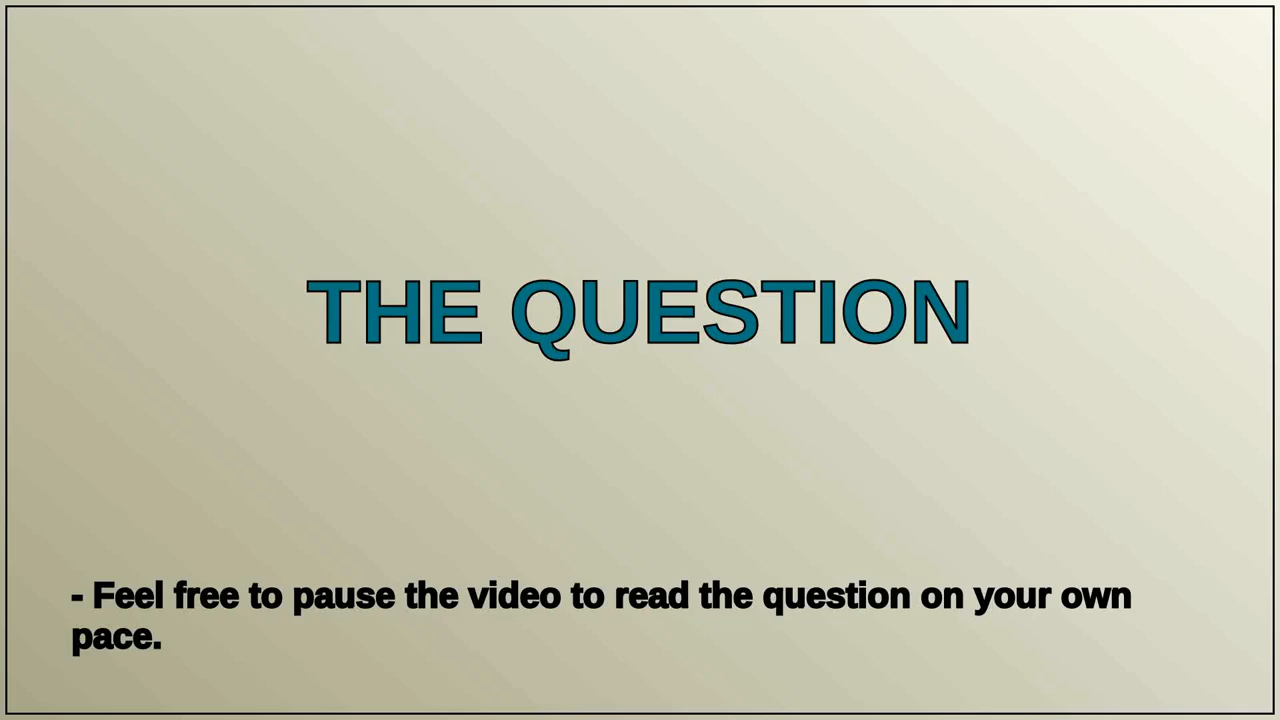 THE QUESTION
- Feel free to pause the video to read the question on your own
pace.